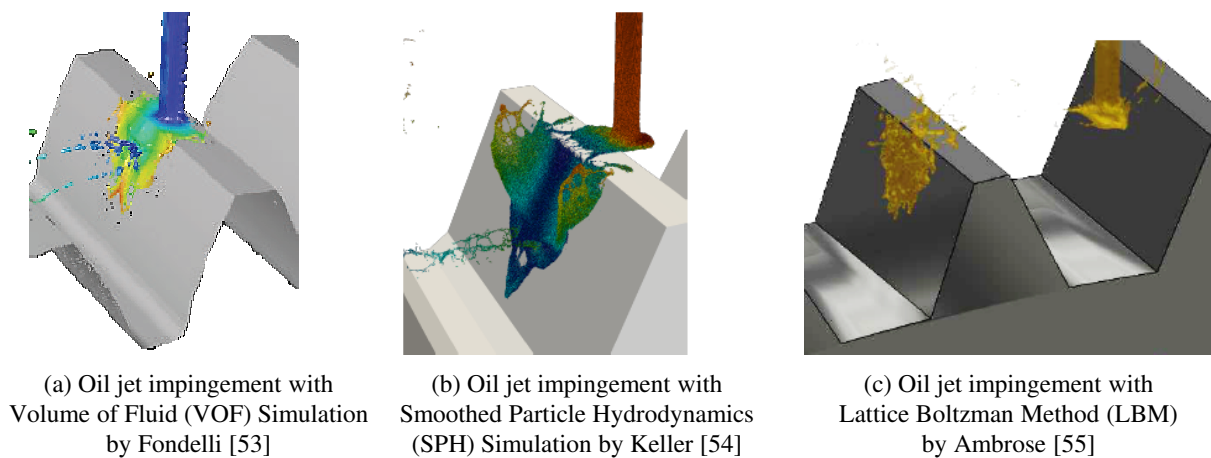 (a) Oil jet impingement with
Volume of Fluid (VOF) Simulation
by Fondelli [53]
(b) Oil jet impingement with
Smoothed Particle Hydrodynamics
(SPH) Simulation by Keller [54]
(c) Oil jet impingement with
Lattice Boltzman Method (LBM)
by Ambrose [55]